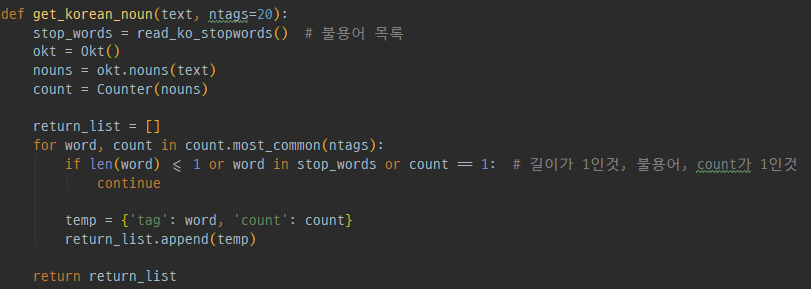 def get_korean_noun(text, ntags=20):
    stop_words = read_ko_stopwords()  # 불용어 목록
    okt = Okt()
    nouns = okt.nouns(text)
    count = Counter(nouns)

    return_list = []
    for word, count in count.most_common(ntags):
        if len(word) <= 1 or word in stop_words or count == 1:  # 길이가 1인것, 불용어, count가 1인것
            continue

        temp = {'tag': word, 'count': count}
        return_list.append(temp)

    return return_list